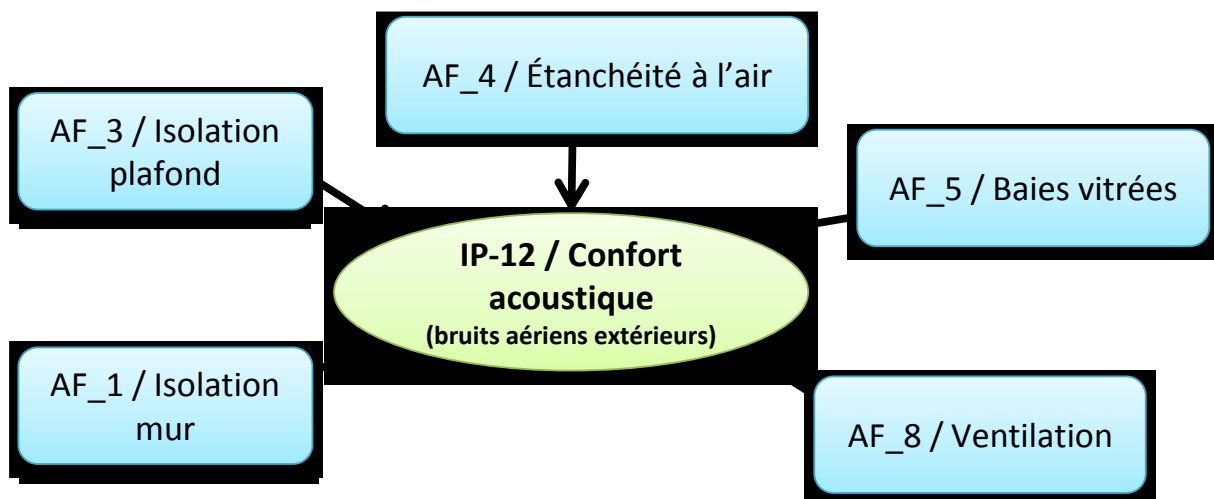 AF_4 / Étanchéité à l’air
AF_3 / Isolation
plafond
AF_5 / Baies vitrées
IP-12 / Confort
acoustique
(bruits aériens extérieurs)
AF_1 / Isolation
mur
AF_8 / Ventilation